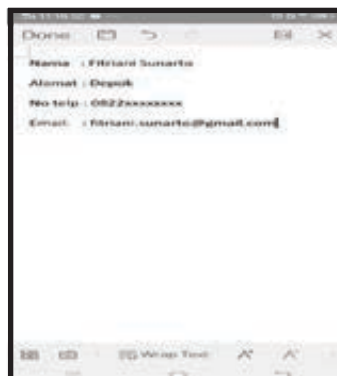 Done
Nama : Fitriani Sunarto
Alamat : Depok
No telp : 0822xxxxxxxx
Email : fitriani.sunarto@gmail.com
Wrap Text